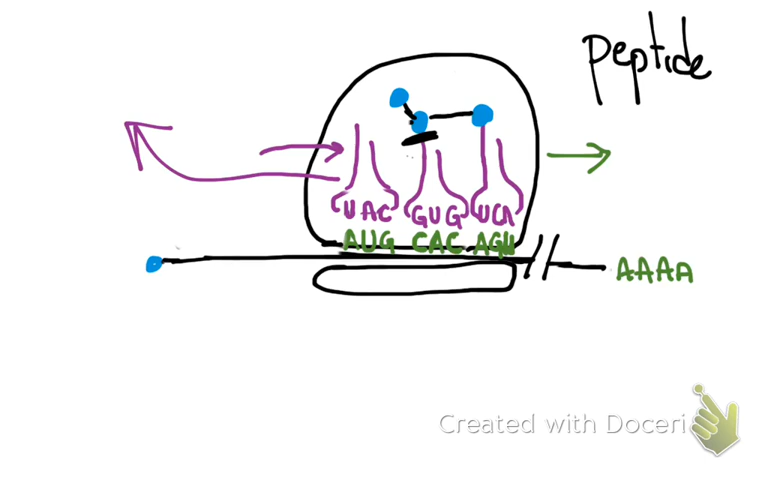 peptide
UAC GUG UCA
AUG CAC AGU
AAAA
Created with Doceri